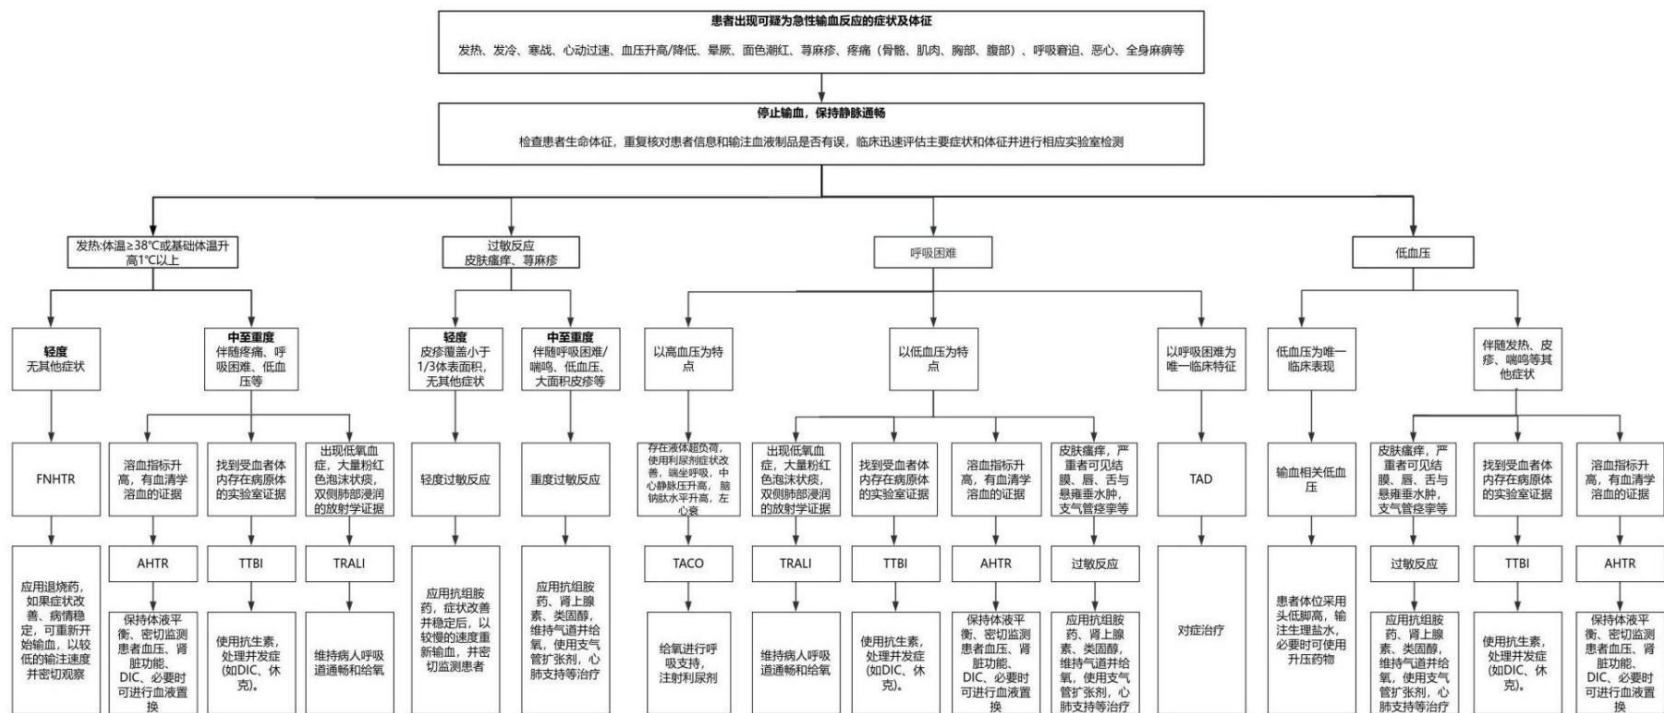 患者出现可疑为急性输血反应的症状及体征
发热、发冷、寒战、心动过速、血压升高/降低、晕厥、面色潮红、荨麻疹、疼痛（骨骼、肌肉、胸部、腹部）、呼吸窘迫、恶心、全身麻痹等
停止输血，保持静脉通畅
检查患者生命体征，重复核对患者信息和输注血液制品是否有误，临床迅速评估主要症状和体征并进行相应实验室检测
发热:体温≥38℃或基础体温升
高1℃以上
过敏反应
皮肤瘙痒、荨麻疹
呼吸困难
低血压
轻度
无其他症状
中至重度
伴随疼痛、呼
吸困难、低血
压等
轻度
皮疹覆盖小于
1/3体表面积，
无其他症状
中至重度
伴随呼吸困难/
喘鸣、低血压、
大面积皮疹等
以高血压为特
点
以低血压为特
点
以呼吸困难为
唯一临床特征
低血压为唯一
临床表现
伴随发热、皮
疹、喘鸣等其
他症状
FNHTR
溶血指标升
高，有血清学
溶血的证据
找到受血者体
内存在病原体
的实验室证据
出现低氧血
症，大量粉红
色泡沫状痰，
双侧肺部浸润
的放射学证据
轻度过敏反应
重度过敏反应
存在液体超负荷，
使用利尿剂症状改
善，端坐呼吸，中
心静脉压升高， 脑
钠肽水平升高，左
心衰
出现低氧血
症，大量粉红
色泡沫状痰，
双侧肺部浸润
的放射学证据
找到受血者体
内存在病原体
的实验室证据
溶血指标升
高，有血清学
溶血的证据
皮肤瘙痒，严
重者可见结
膜、唇、舌与
悬雍垂水肿，
支气管痉挛等
TAD
输血相关低血
压
皮肤瘙痒，严
重者可见结
膜、唇、舌与
悬雍垂水肿，
支气管痉挛等
找到受血者体
内存在病原体
的实验室证据
溶血指标升
高，有血清学
溶血的证据
应用退烧药，
如果症状改
善、病情稳
定，可重新开
始输血，以较
低的输注速度
并密切观察
AHTR
TTBI
TRALI
应用抗组胺
药，症状改善
并稳定后，以
较慢的速度重
新输血，并密
切监测患者
应用抗组胺
药、肾上腺
素、类固醇，
维持气道并给
氧，使用支气
管扩张剂，心
肺支持等治疗
TACO
TRALI
TTBI
AHTR
过敏反应
对症治疗
患者体位采用
头低脚高，输
注生理盐水，
必要时可使用
升压药物
过敏反应
TTBI
AHTR
保持体液平
衡、密切监测
患者血压、肾
脏功能、
DIC、必要时
可进行血液置
换
使用抗生素，
处理并发症
(如DIC、休
克)。
维持病人呼吸
道通畅和给氧
给氧进行呼
吸支持，
注射利尿剂
维持病人呼吸
道通畅和给氧
使用抗生素，
处理并发症
(如DIC、休
克)。
保持体液平
衡、密切监测
患者血压、肾
脏功能、
DIC、必要时
可进行血液置
换
应用抗组胺
药、肾上腺
素、类固醇，
维持气道并给
氧，使用支气
管扩张剂，心
肺支持等治疗
应用抗组胺
药、肾上腺
素、类固醇，
维持气道并给
氧，使用支气
管扩张剂，心
肺支持等治疗
使用抗生素，
处理并发症
(如DIC、休
克)。
保持体液平
衡、密切监测
患者血压、肾
脏功能、
DIC、必要时
可进行血液置
换